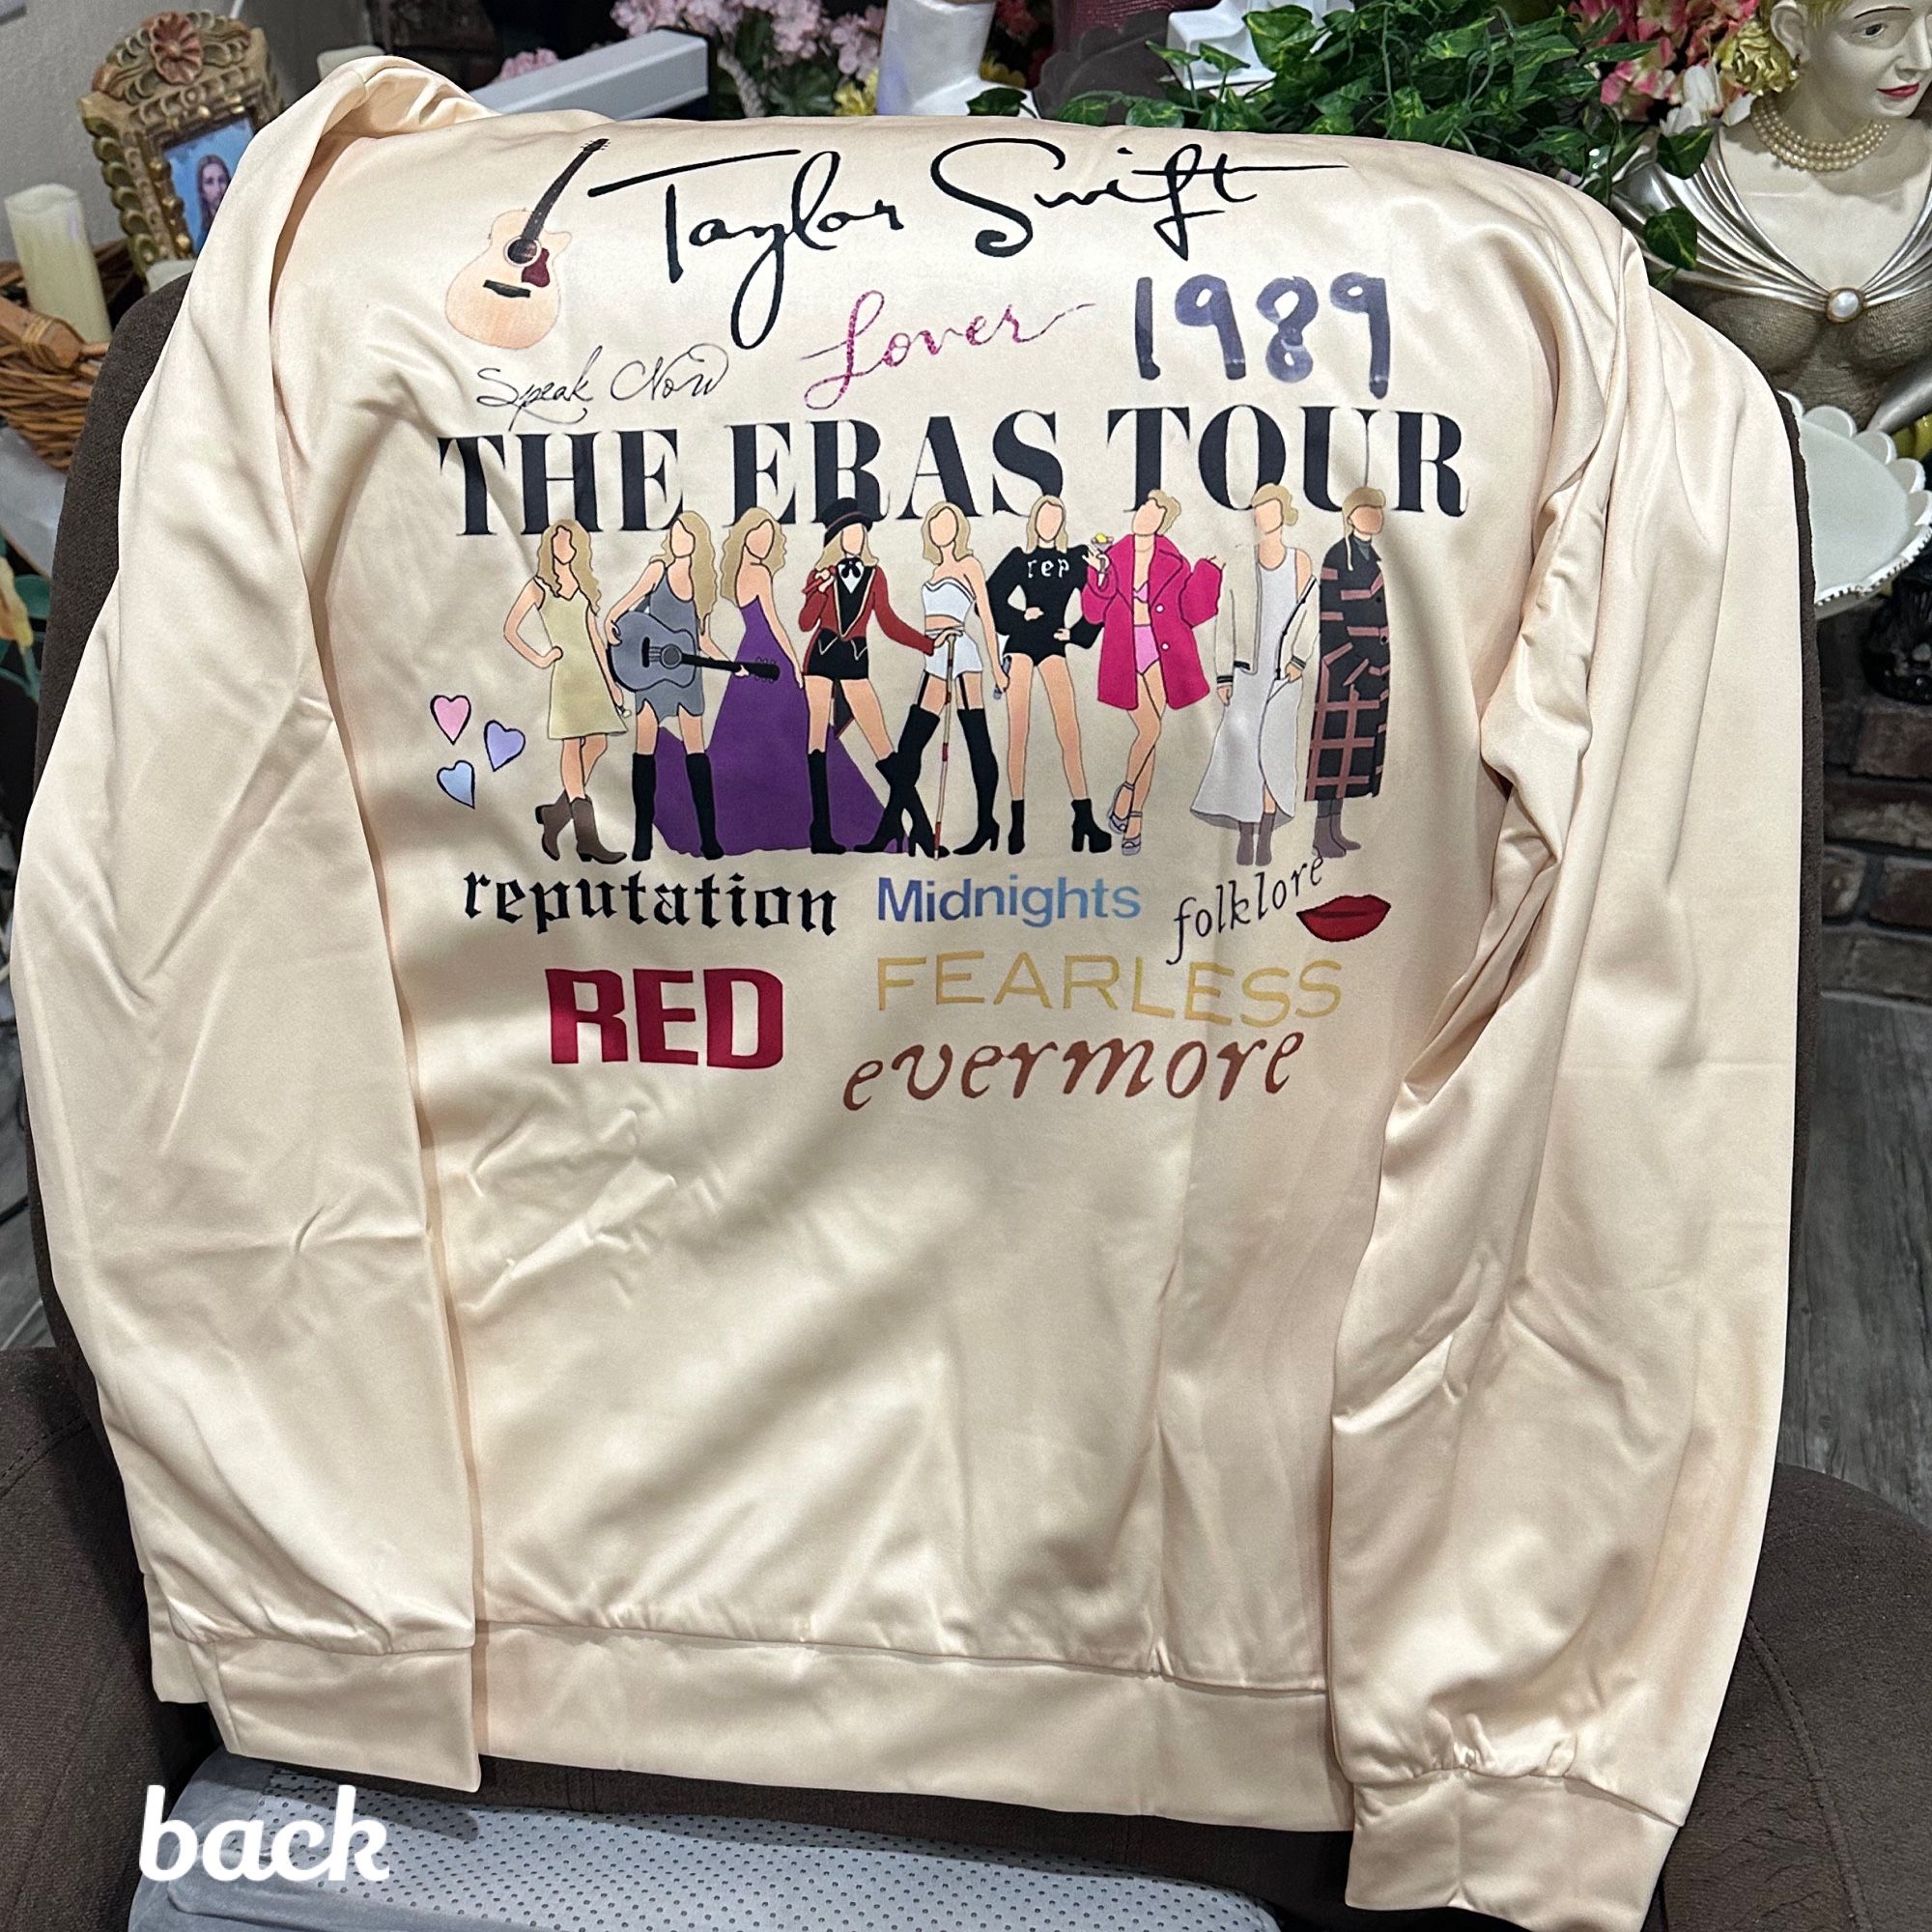 Taylor Swift
Lover 1989
Speak Now
THE ERAS TOUR
rep
reputation Midnights folklore
RED FEARLESS
evermore
back